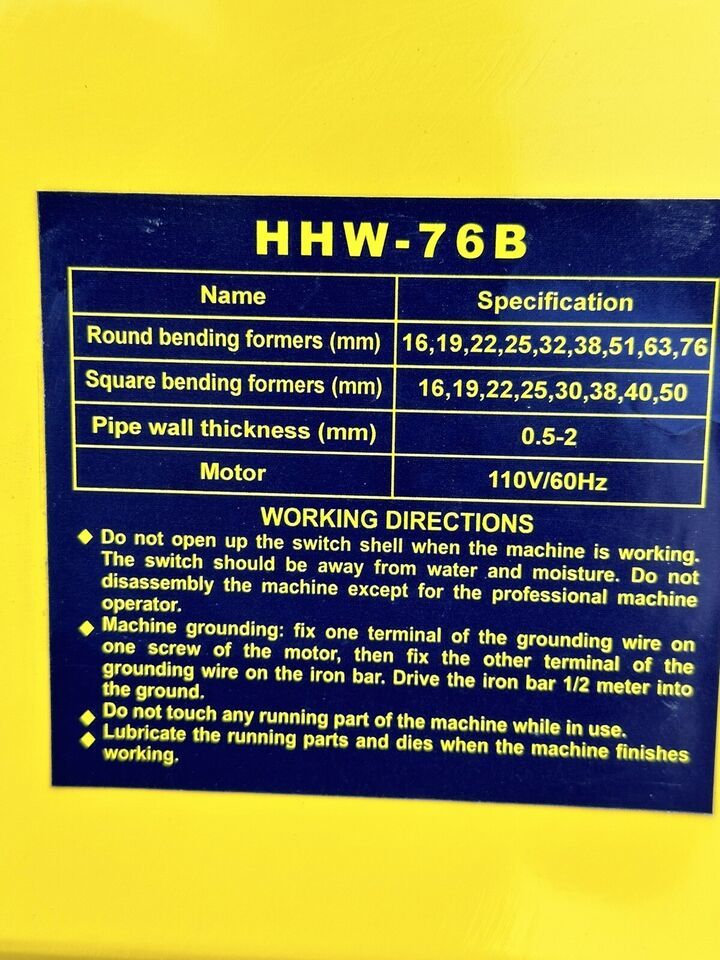 HHW-76B
Name Specification
Round bending formers (mm) 16,19,22,25,32,38,51,63,76
Square bending formers (mm) 16,19,22,25,30,38,40,50
Pipe wall thickness (mm) 0.5-2
Motor 110V/60Hz
WORKING DIRECTIONS
◆ Do not open up the switch shell when the machine is working.
The switch should be away from water and moisture. Do not
disassembly the machine except for the professional machine
operator.
◆ Machine grounding: fix one terminal of the grounding wire on
one screw of the motor, then fix the other terminal of the
grounding wire on the iron bar. Drive the iron bar 1/2 meter into
the ground.
◆ Do not touch any running part of the machine while in use.
◆ Lubricate the running parts and dies when the machine finishes
working.